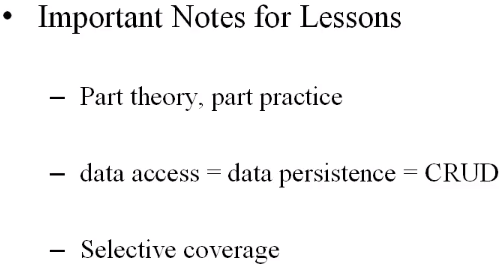 • Important Notes for Lessons
– Part theory, part practice
– data access = data persistence = CRUD
– Selective coverage